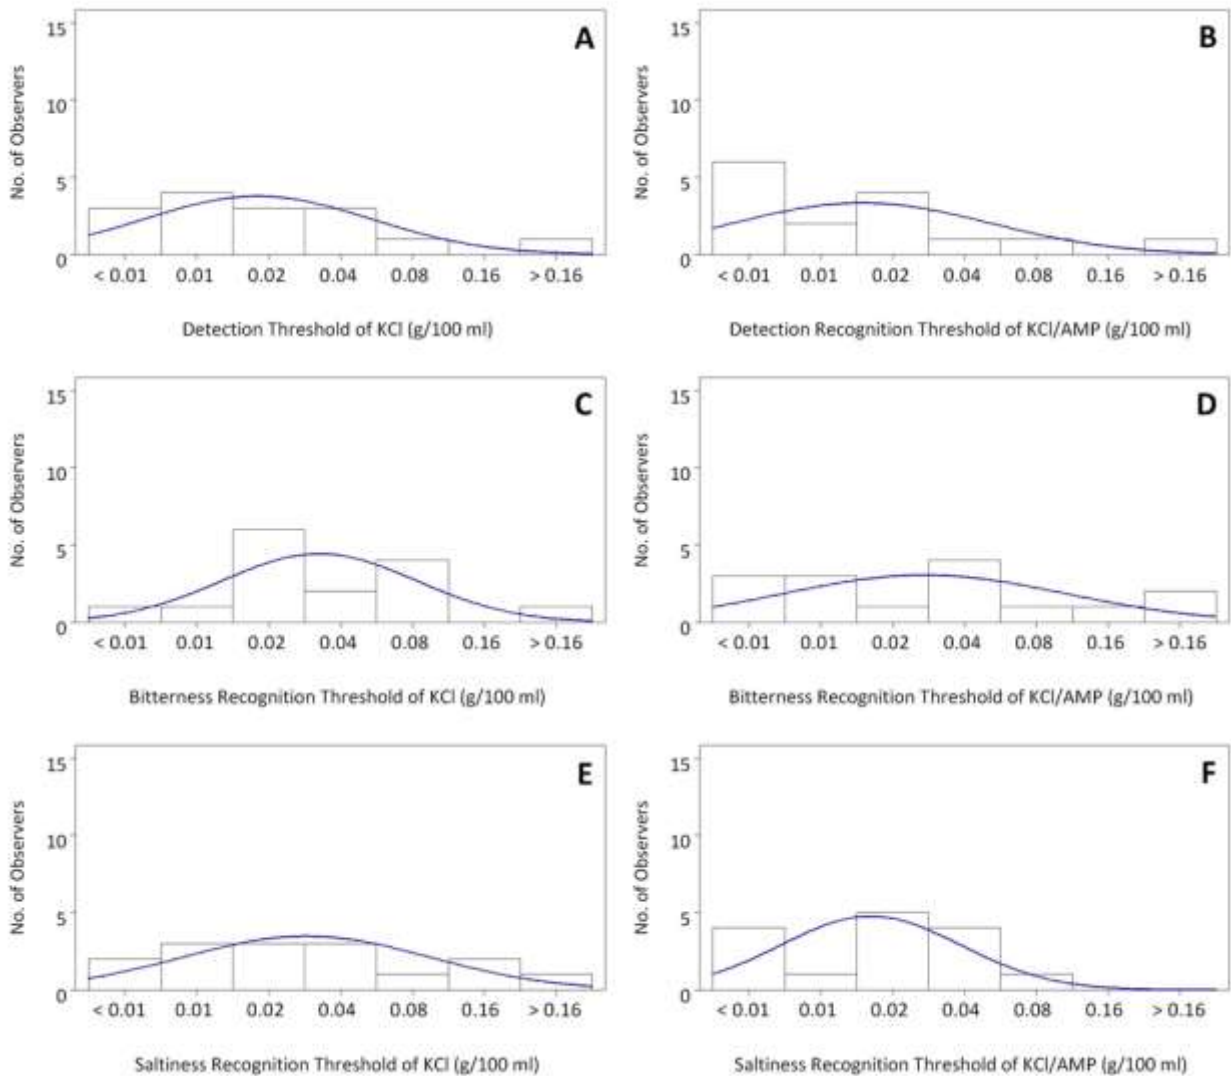 A
No. of Observers
15
10
5
0
< 0.01 0.01 0.02 0.04 0.08 0.16 > 0.16
Detection Threshold of KCl (g/100 ml)
B
No. of Observers
15
10
5
0
< 0.01 0.01 0.02 0.04 0.08 0.16 > 0.16
Detection Recognition Threshold of KCl/AMP (g/100 ml)
C
No. of Observers
15
10
5
0
< 0.01 0.01 0.02 0.04 0.08 0.16 > 0.16
Bitterness Recognition Threshold of KCl (g/100 ml)
D
No. of Observers
15
10
5
0
< 0.01 0.01 0.02 0.04 0.08 0.16 > 0.16
Bitterness Recognition Threshold of KCl/AMP (g/100 ml)
E
No. of Observers
15
10
5
0
< 0.01 0.01 0.02 0.04 0.08 0.16 > 0.16
Saltiness Recognition Threshold of KCl (g/100 ml)
F
No. of Observers
15
10
5
0
< 0.01 0.01 0.02 0.04 0.08 0.16 > 0.16
Saltiness Recognition Threshold of KCl/AMP (g/100 ml)